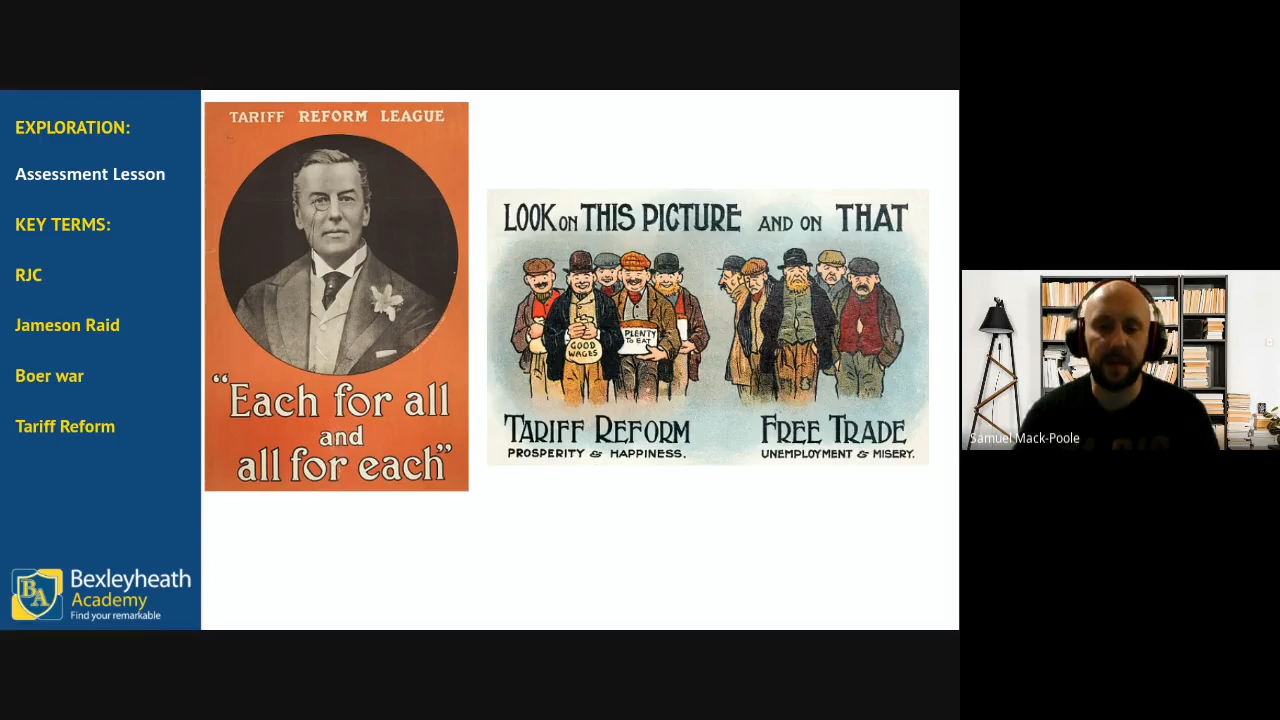 EXPLORATION:
Assessment Lesson
KEY TERMS:
RJC
Jameson Raid
Boer war
Tariff Reform
BA
Bexleyheath
Academy
Find your remarkable
TARIFF REFORM LEAGUE
"Each for all
and
all for each"
LOOK ON THIS PICTURE AND ON THAT
GOOD
WAGES
PLENTY
TO EAT
TARIFF REFORM
PROSPERITY & HAPPINESS.
FREE TRADE
UNEMPLOYMENT & MISERY.
Samuel Mack-Poole